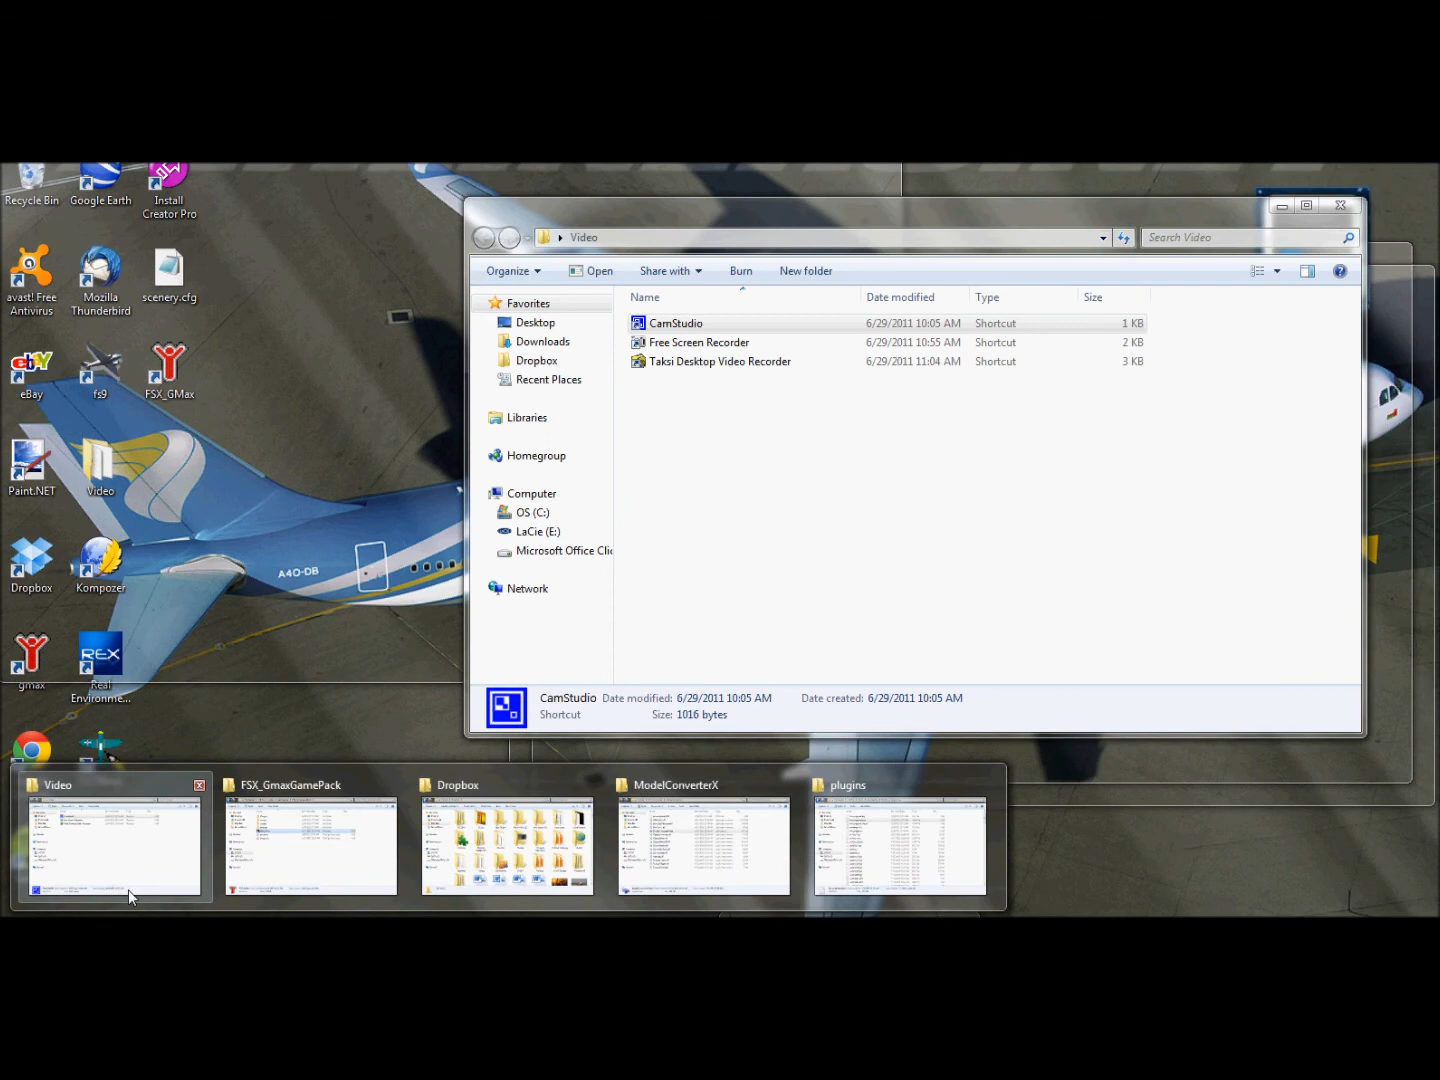 Recycle Bin
Google Earth
Install
Creator Pro
avast! Free
Antivirus
Mozilla
Thunderbird
scenery.cfg
ebY
eBay
fs9
FSX_GMax
Paint.NET
Video
Dropbox
Kompozer
gmax
REX
Real
Environme...
A4O-DB
Video
Search Video
Organize
Open
Share with
Burn
New folder
Name
Date modified
Type
Size
Favorites
Desktop
Downloads
Dropbox
Recent Places
Libraries
Homegroup
Computer
OS (C:)
LaCie (E:)
Microsoft Office Clic
Network
CamStudio 6/29/2011 10:05 AM Shortcut 1 KB
Free Screen Recorder 6/29/2011 10:55 AM Shortcut 2 KB
Taksi Desktop Video Recorder 6/29/2011 11:04 AM Shortcut 3 KB
CamStudio Date modified: 6/29/2011 10:05 AM Date created: 6/29/2011 10:05 AM
Shortcut Size: 1016 bytes
Video
FSX_GmaxGamePack
Dropbox
ModelConverterX
plugins